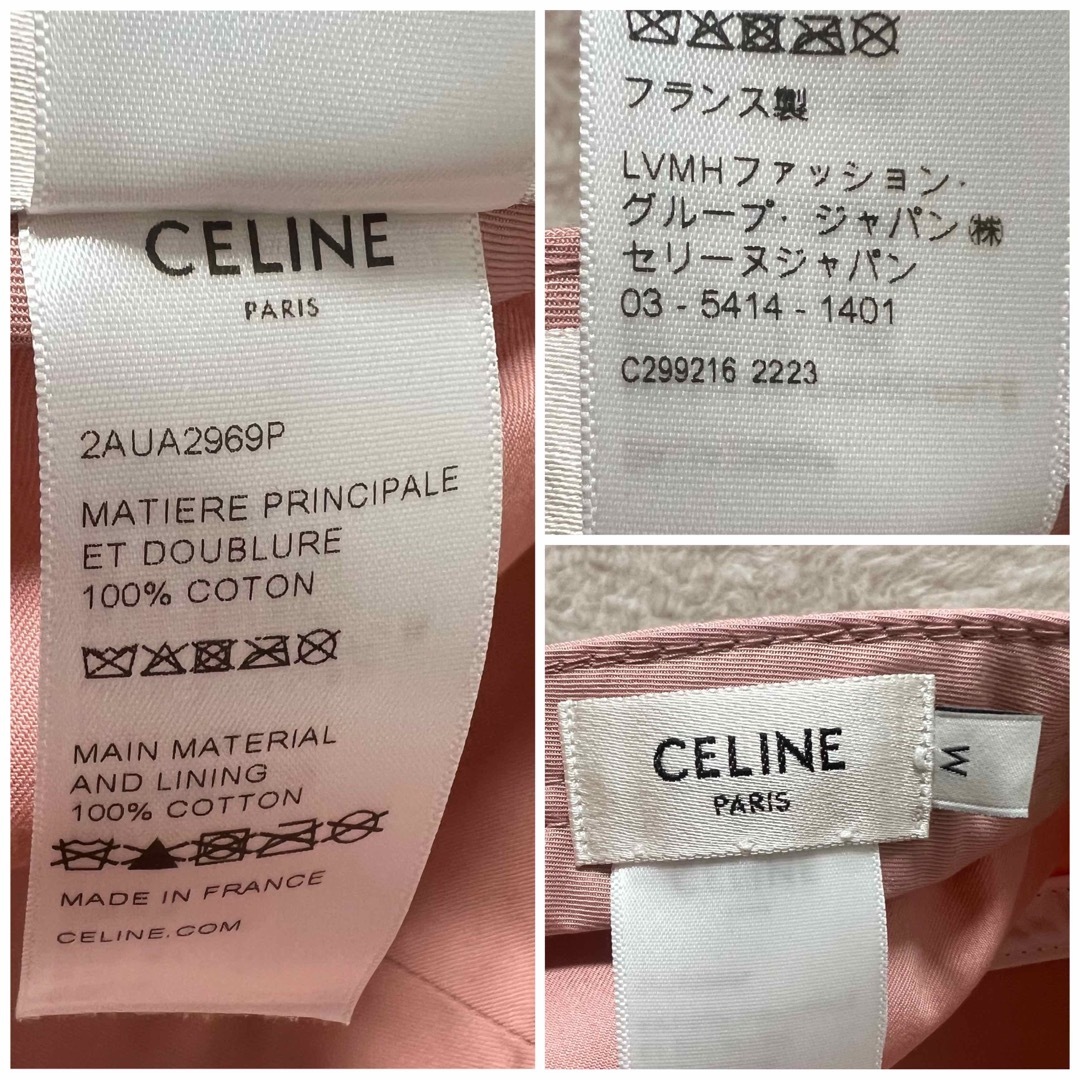 CELINE
PARIS
2AUA2969P
MATIERE PRINCIPALE
ET DOUBLURE
100% COTON
MAIN MATERIAL
AND LINING
100% COTTON
MADE IN FRANCE
CELINE.COM
フランス製
LVMHファッション・
グループ・ジャパン㈱
セリーヌジャパン
03 - 5414 - 1401
C299216 2223
CELINE
PARIS
M